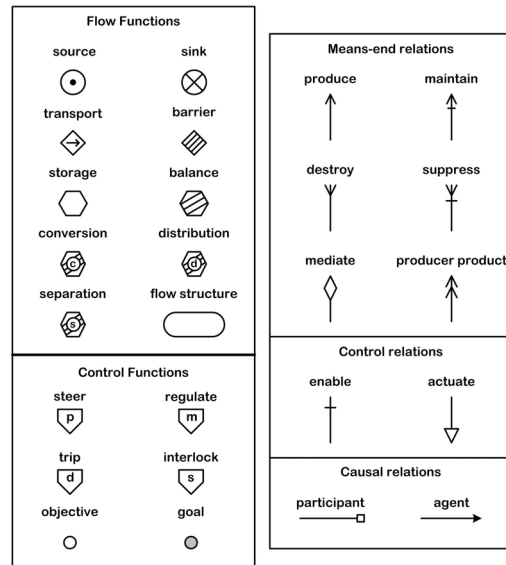 Flow Functions
source sink
transport barrier
storage balance
conversion distribution
c d
separation flow structure
s
Control Functions
steer regulate
p m
trip interlock
d s
objective goal
Means-end relations
produce maintain
destroy suppress
mediate producer product
Control relations
enable actuate
Causal relations
participant agent